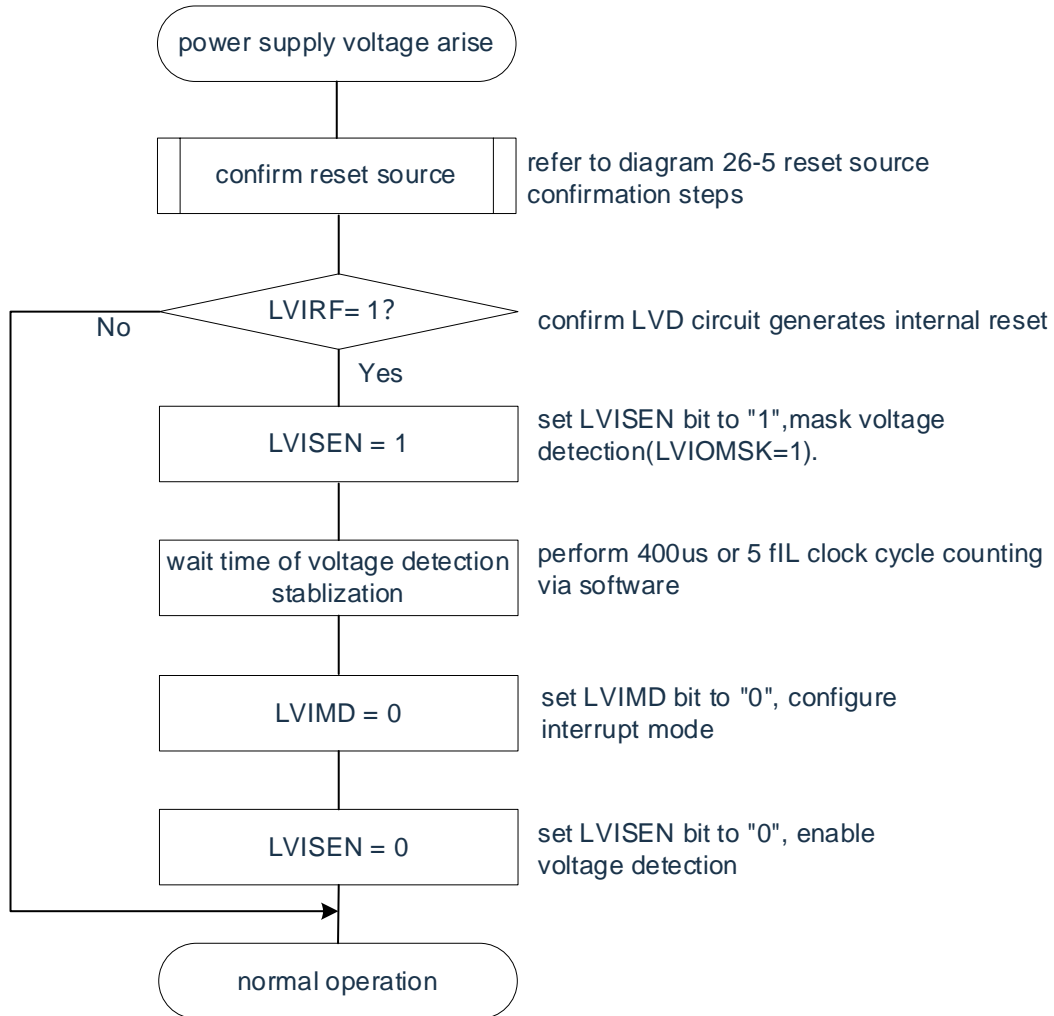 power supply voltage arise
confirm reset source
refer to diagram 26-5 reset source
confirmation steps
LVIRF= 1?
confirm LVD circuit generates internal reset
No
Yes
LVISEN = 1
set LVISEN bit to "1",mask voltage
detection(LVIOMSK=1).
wait time of voltage detection
stablization
perform 400us or 5 fIL clock cycle counting
via software
LVIMD = 0
set LVIMD bit to "0", configure
interrupt mode
LVISEN = 0
set LVISEN bit to "0", enable
voltage detection
normal operation